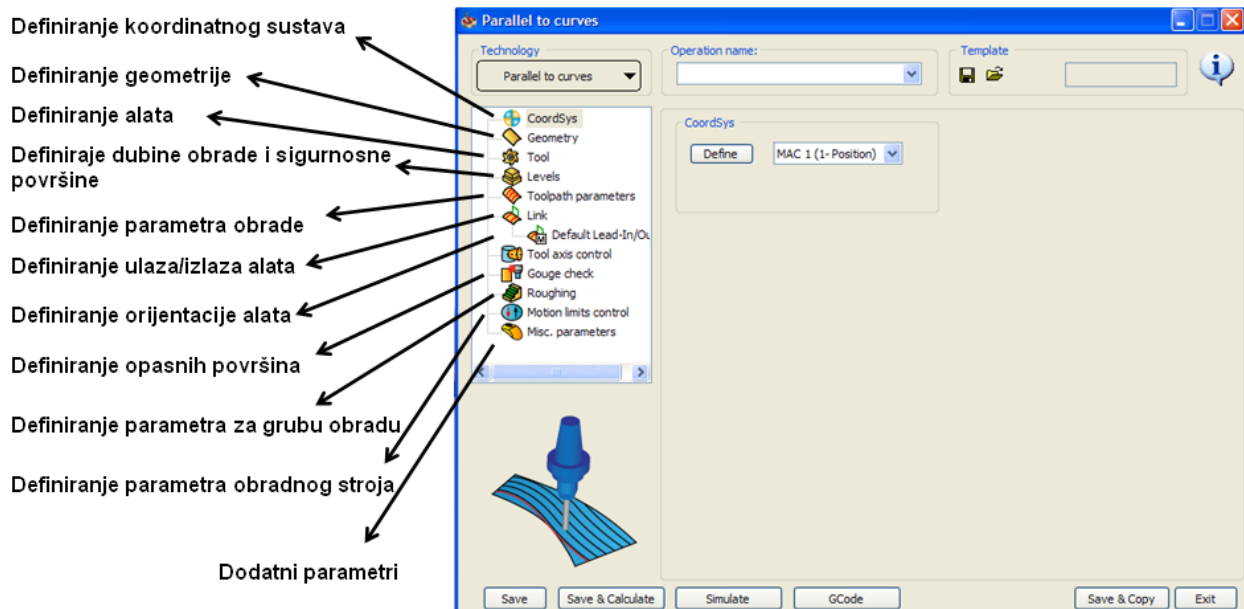 Definiranje koordinatnog sustava
Definiranje geometrije
Definiranje alata
Definiraje dubine obrade i sigurnosne
površine
Definiranje parametra obrade
Definiranje ulaza/izlaza alata
Definiranje orijentacije alata
Definiranje opasnih površina
Definiranje parametra za grubu obradu
Definiranje parametra obradnog stroja
Dodatni parametri
Parallel to curves
Technology
Parallel to curves
Operation name:
Template
CoordSys
Geometry
Tool
Levels
Toolpath parameters
Link
Default Lead-In/Ou
Tool axis control
Gouge check
Roughing
Motion limits control
Misc. parameters
CoordSys
Define
MAC 1 (1- Position)
Save
Save & Calculate
Simulate
GCode
Save & Copy
Exit